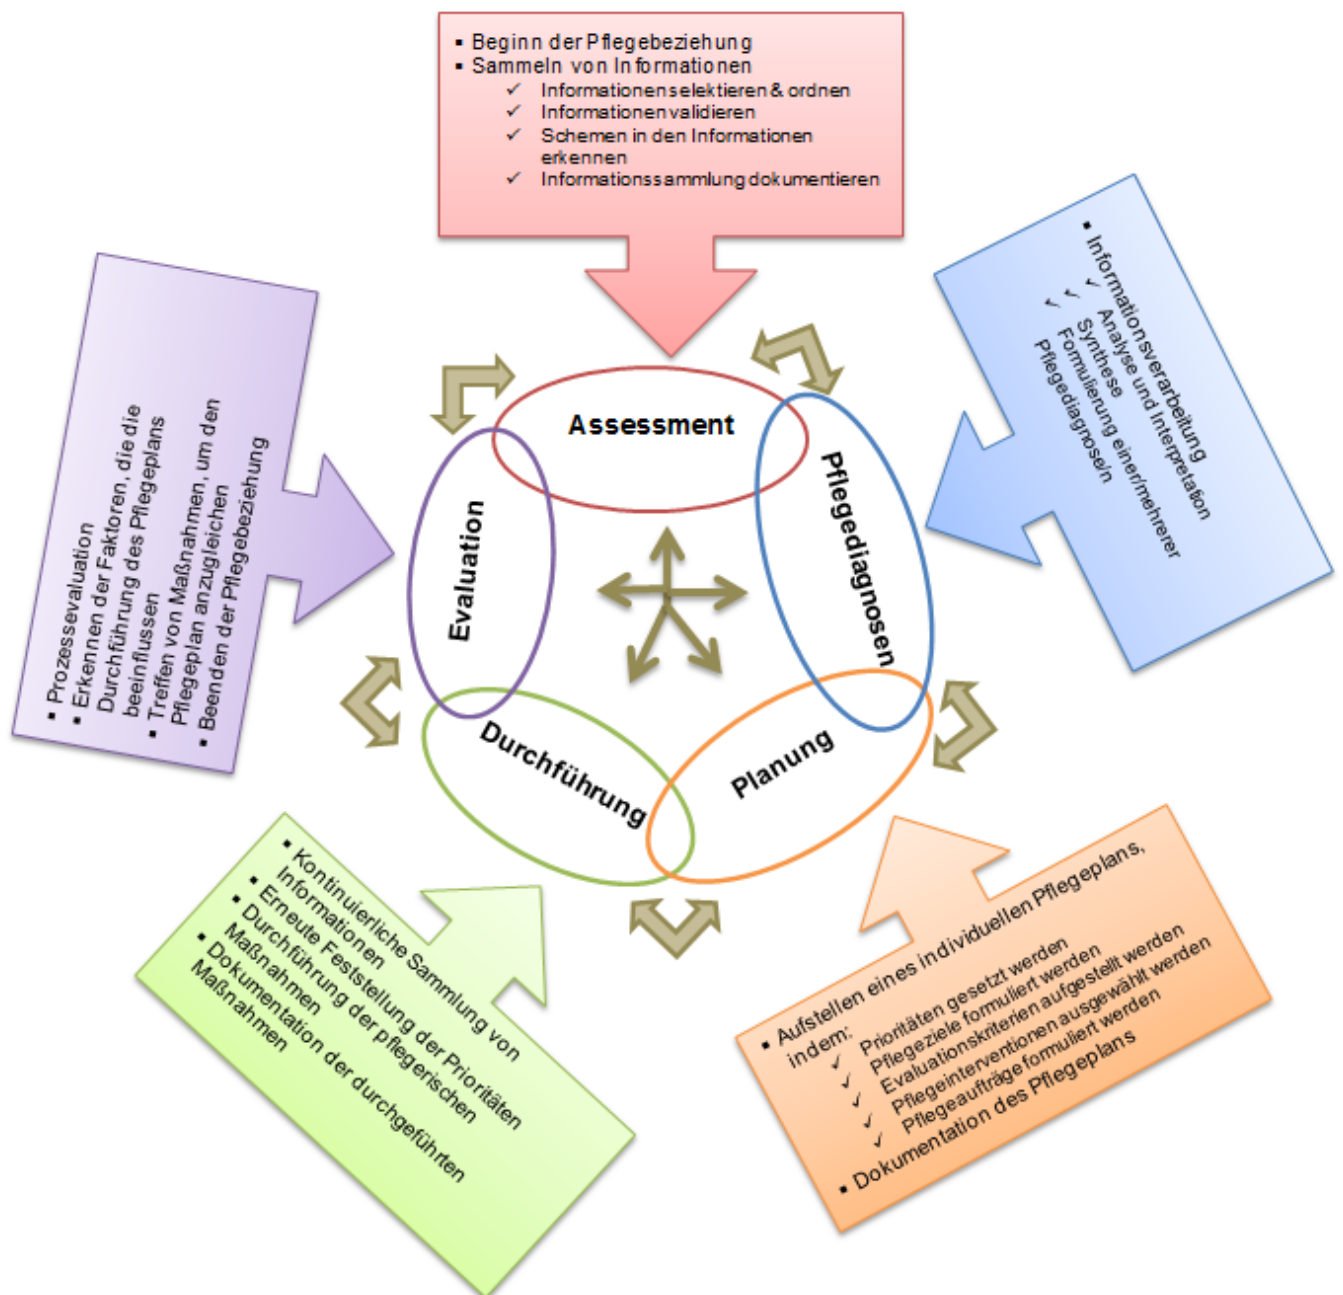 ▪ Beginn der Pflegebeziehung
▪ Sammeln von Informationen
✓ Informationen selektieren & ordnen
✓ Informationen validieren
✓ Schemen in den Informationen
erkennen
✓ Informationssammlung dokumentieren
Assessment
▪ Informationsverarbeitung
✓ Analyse und Interpretation
✓ Synthese
✓ Formulierung einer/mehrerer
Pflegediagnose/n
Pflegediagnosen
▪ Aufstellen eines individuellen Pflegeplans,
indem:
✓ Prioritäten gesetzt werden
✓ Pflegeziele formuliert werden
✓ Evaluationskriterien aufgestellt werden
✓ Pflegeinterventionen ausgewählt werden
✓ Pflegeaufträge formuliert werden
▪ Dokumentation des Pflegeplans
Planung
▪ Kontinuierliche Sammlung von
Informationen
▪ Erneute Feststellung der Prioritäten
▪ Durchführung der pflegerischen
Maßnahmen
▪ Dokumentation der durchgeführten
Maßnahmen
Durchführung
▪ Prozessevaluation
▪ Erkennen der Faktoren, die die
Durchführung des Pflegeplans
beeinflussen
▪ Treffen von Maßnahmen, um den
Pflegeplan anzugleichen
▪ Beenden der Pflegebeziehung
Evaluation